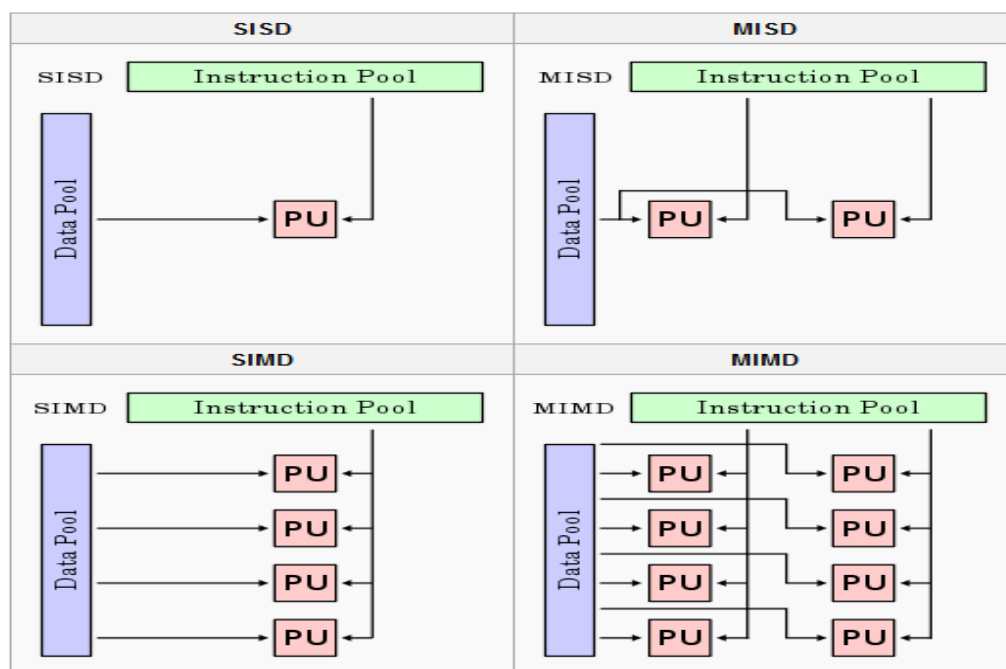 SISD
MISD
SISD
Instruction Pool
Data Pool
PU
MISD
Instruction Pool
Data Pool
PU
PU
SIMD
MIMD
SIMD
Instruction Pool
Data Pool
PU
PU
PU
PU
MIMD
Instruction Pool
Data Pool
PU
PU
PU
PU
PU
PU
PU
PU